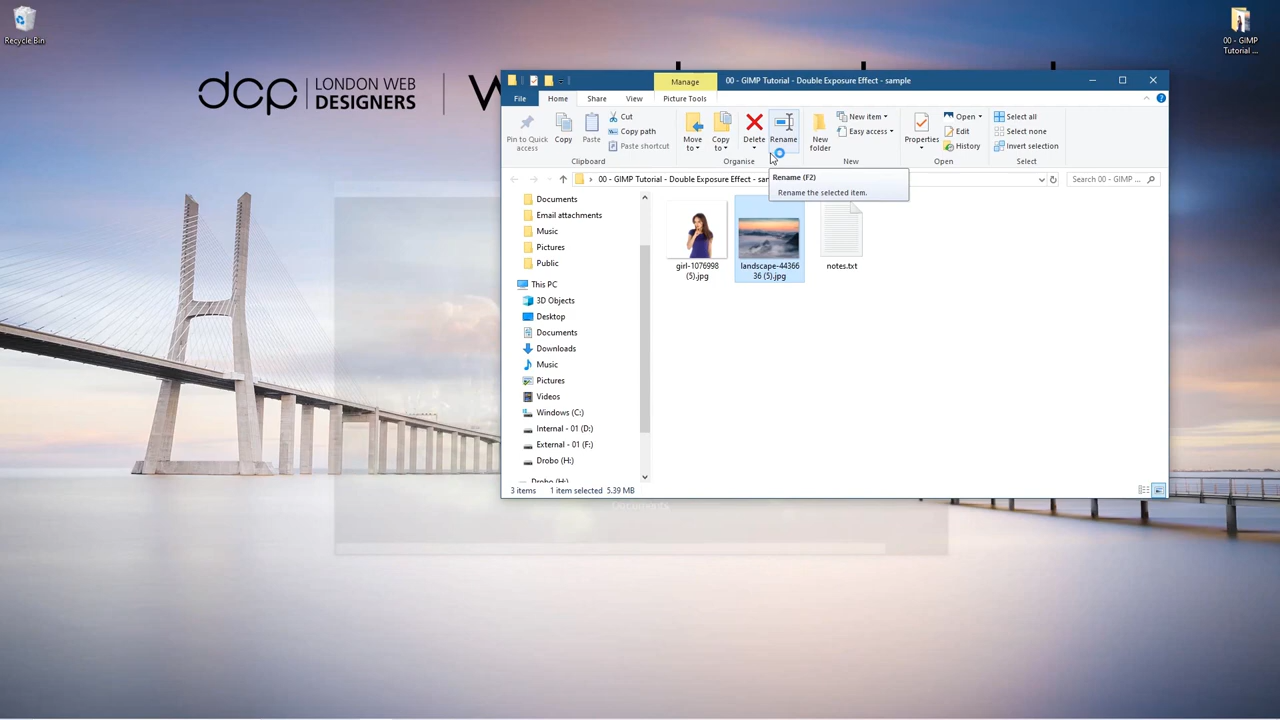 Recycle Bin
00 - GIMP
Tutorial ...
dcp
LONDON WEB
DESIGNERS
Manage
00 - GIMP Tutorial - Double Exposure Effect - sample
File
Home
Share
View
Picture Tools
Pin to Quick
access
Copy
Paste
Cut
Copy path
Paste shortcut
Move
to
Copy
to
Delete
Rename
New
folder
New item
Easy access
Properties
Open
Edit
History
Select all
Select none
Invert selection
Clipboard
Organise
New
Open
Select
00 - GIMP Tutorial - Double Exposure Effect - sa
Search 00 - GIMP ...
Rename (F2)
Rename the selected item.
Documents
Email attachments
Music
Pictures
Public
This PC
3D Objects
Desktop
Documents
Downloads
Music
Pictures
Videos
Windows (C:)
Internal - 01 (D:)
External - 01 (F:)
Drobo (H:)
Drobo (H:)
girl-1076998
(5).jpg
landscape-44366
36 (5).jpg
notes.txt
3 items
1 item selected 5.39 MB
Documents